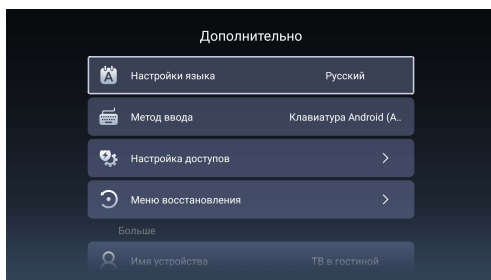 Дополнительно
Настройки языка Русский
Метод ввода Клавиатура Android (A..
Настройка доступов
Меню восстановления
Больше
Имя устройства ТВ в гостиной